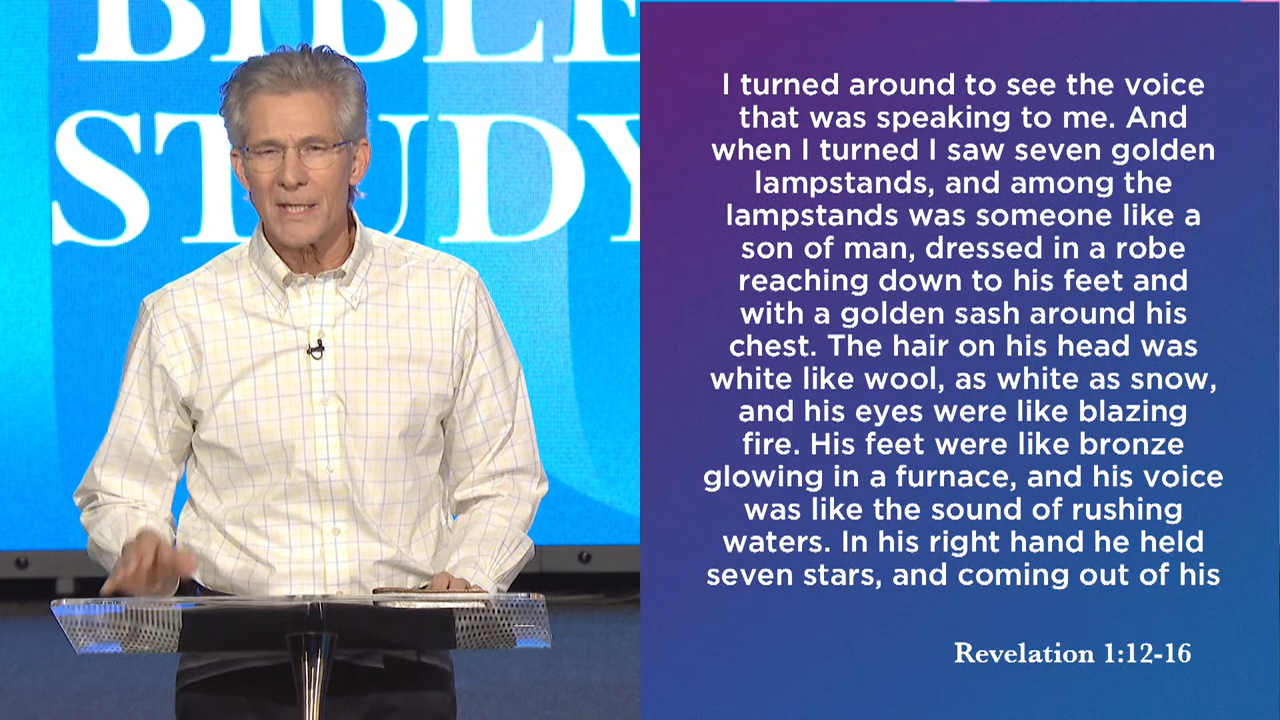 BIBLE
STUDY
I turned around to see the voice
that was speaking to me. And
when I turned I saw seven golden
lampstands, and among the
lampstands was someone like a
son of man, dressed in a robe
reaching down to his feet and
with a golden sash around his
chest. The hair on his head was
white like wool, as white as snow,
and his eyes were like blazing
fire. His feet were like bronze
glowing in a furnace, and his voice
was like the sound of rushing
waters. In his right hand he held
seven stars, and coming out of his
Revelation 1:12-16